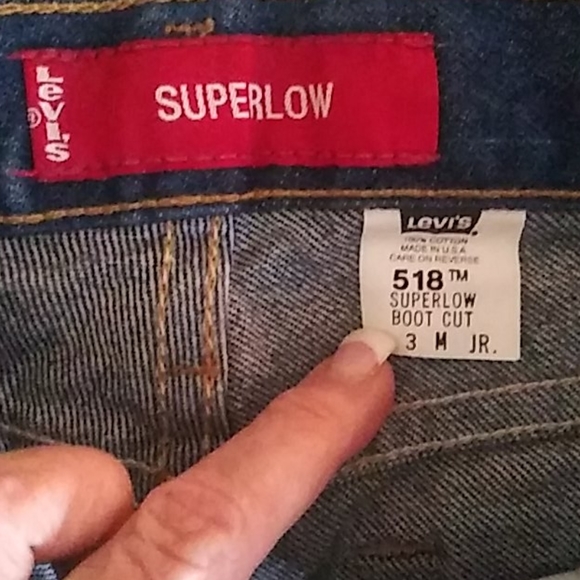 LEVI'S
®
SUPERLOW
LEVI'S
100% COTTON
MADE IN U.S.A
CARE ON REVERSE
518™
SUPERLOW
BOOT CUT
3 M JR.